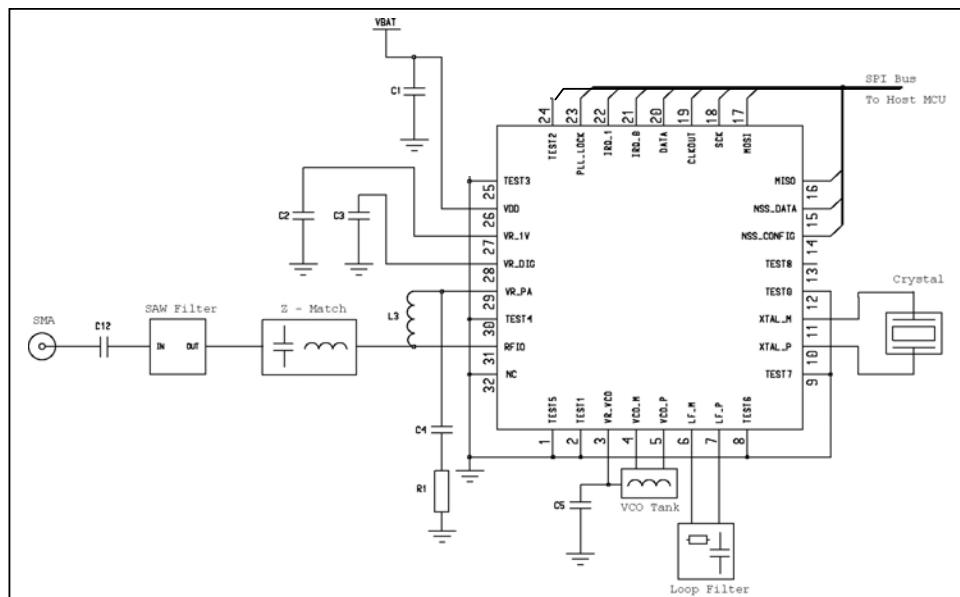 VBAT
C1
SPI Bus
To Host MCU
24 23 22 21 20 19 18 17
TEST2 PLL_LOCK IRQ_1 IRQ_0 DATA CLKOUT SCK MOSI
TEST3
25
VDD
26
VR_1V
27
VR_DIG
28
VR_PA
29
TEST4
30
RFIO
31
NC
32
MISO
16
NSS_DATA
15
NSS_CONFIG
14
TEST8
13
TEST0
12
XTAL_M
11
XTAL_P
10
TEST7
9
C2
C3
Crystal
SMA
C12
SAW Filter
IN OUT
Z - Match
L3
TEST5 TEST1 VR_VCO VCO_M VCO_P LF_M LF_P TEST6
1 2 3 4 5 6 7 8
C4
R1
C5
VCO Tank
Loop Filter